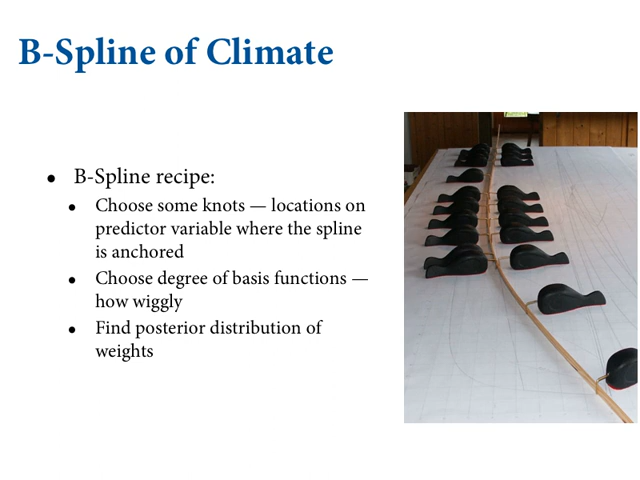 B-Spline of Climate
• B-Spline recipe:
• Choose some knots — locations on
predictor variable where the spline
is anchored
• Choose degree of basis functions —
how wiggly
• Find posterior distribution of
weights